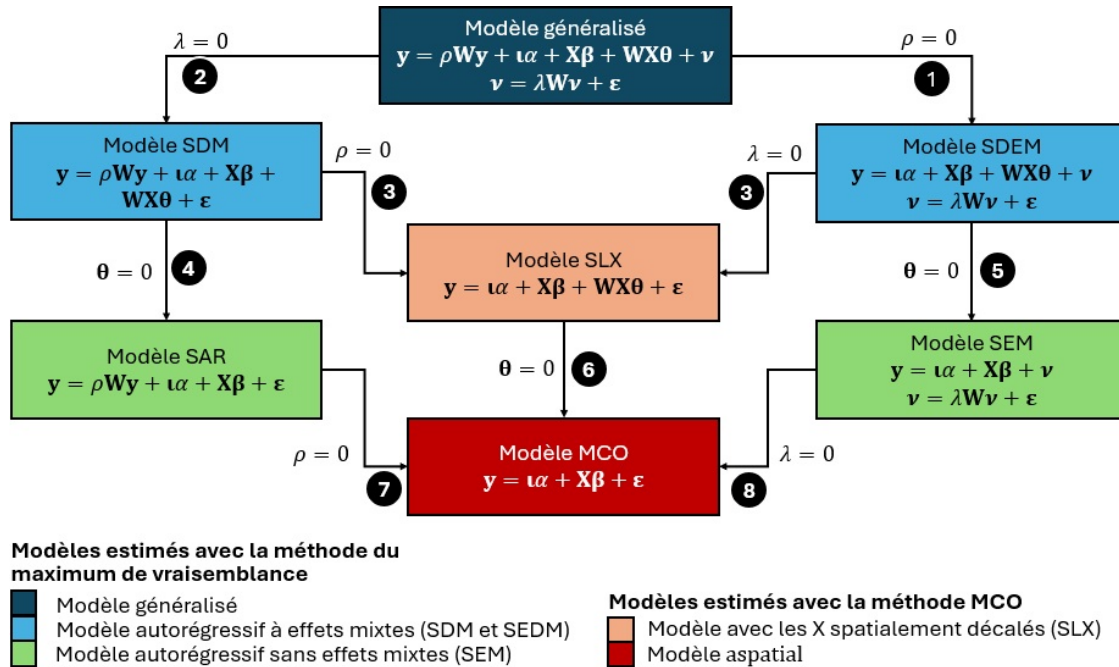 Modèle généralisé
𝐲 = 𝜌𝐖𝐲 + 𝛊𝛼 + 𝐗𝛃 + 𝐖𝐗𝛉 + 𝛎
𝛎 = 𝜆𝐖𝛎 + 𝛆
𝜆 = 0
2
𝜌 = 0
1
Modèle SDM
𝐲 = 𝜌𝐖𝐲 + 𝛊𝛼 + 𝐗𝛃 +
𝐖𝐗𝛉 + 𝛆
𝜌 = 0
3
𝜆 = 0
3
Modèle SDEM
𝐲 = 𝛊𝛼 + 𝐗𝛃 + 𝐖𝐗𝛉 + 𝛎
𝛎 = 𝜆𝐖𝛎 + 𝛆
Modèle SLX
𝐲 = 𝛊𝛼 + 𝐗𝛃 + 𝐖𝐗𝛉 + 𝛆
𝛉 = 0
4
𝛉 = 0
5
Modèle SAR
𝐲 = 𝜌𝐖𝐲 + 𝛊𝛼 + 𝐗𝛃 + 𝛆
𝛉 = 0
6
Modèle SEM
𝐲 = 𝛊𝛼 + 𝐗𝛃 + 𝛎
𝛎 = 𝜆𝐖𝛎 + 𝛆
𝜌 = 0
7
Modèle MCO
𝐲 = 𝛊𝛼 + 𝐗𝛃 + 𝛆
𝜆 = 0
8
Modèles estimés avec la méthode du
maximum de vraisemblance
Modèle généralisé
Modèle autorégressif à effets mixtes (SDM et SEDM)
Modèle autorégressif sans effets mixtes (SEM)
Modèles estimés avec la méthode MCO
Modèle avec les X spatialement décalés (SLX)
Modèle aspatial